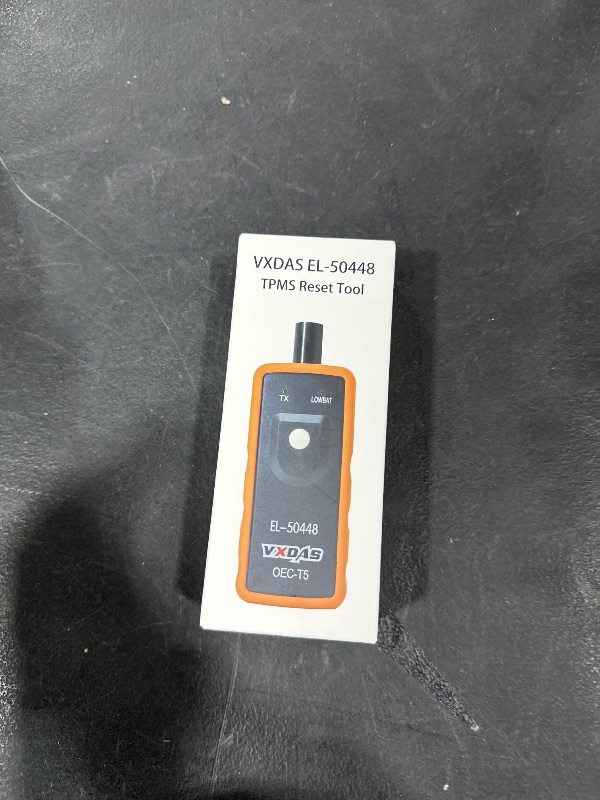 VXDAS EL-50448
TPMS Reset Tool
TX LOWBAT
EL-50448
VXDAS
OEC-T5